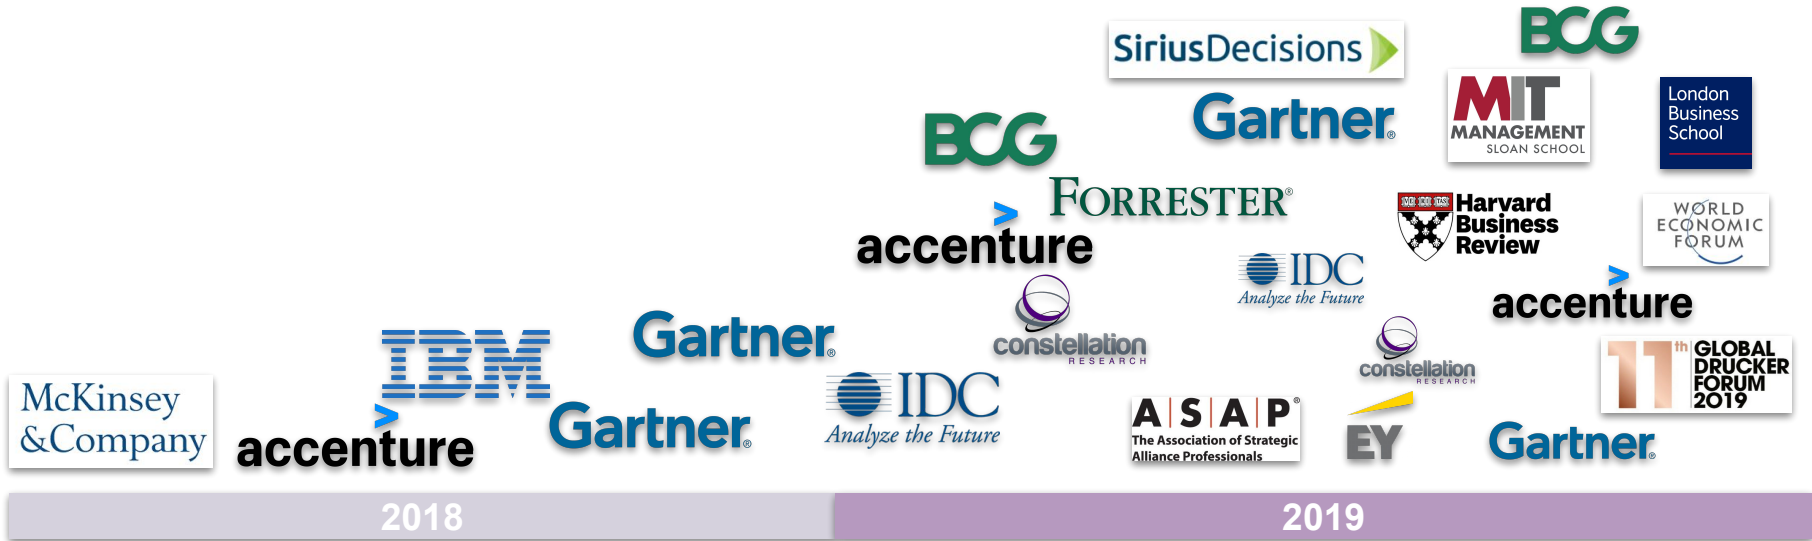 McKinsey
&Company
accenture
IBM
Gartner®
Gartner®
IDC
Analyze the Future
BCG
accenture
FORRESTER®
constellation
RESEARCH
SiriusDecisions
Gartner®
IDC
Analyze the Future
A|S|A|P®
The Association of Strategic
Alliance Professionals
BCG
MIT
MANAGEMENT
SLOAN SCHOOL
London
Business
School
Harvard
Business
Review
WORLD
ECONOMIC
FORUM
accenture
constellation
RESEARCH
EY
Gartner®
11th
GLOBAL
DRUCKER
FORUM
2019
2018
2019